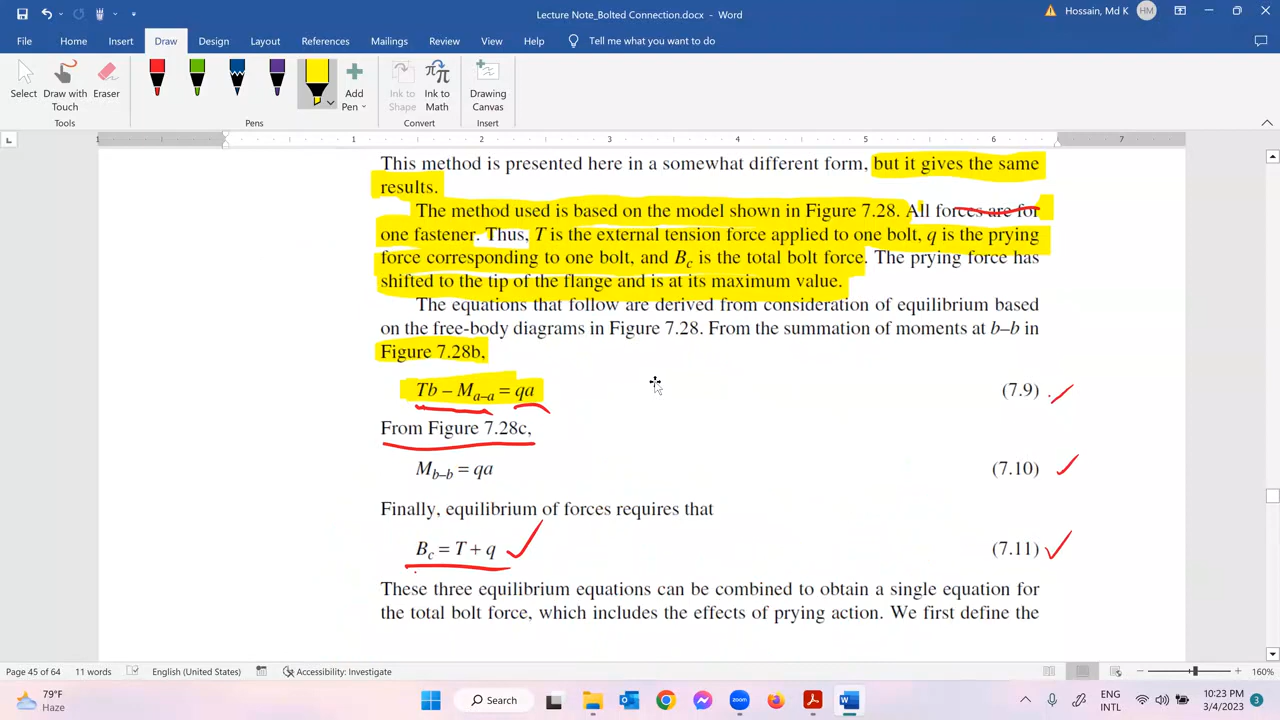 Lecture Note_Bolted Connection.docx - Word
Hossain, Md K
HM
File Home Insert Draw Design Layout References Mailings Review View Help Tell me what you want to do
Select
Draw with Touch
Eraser
Add Pen
Ink to Shape
Ink to Math
Drawing Canvas
Tools Pens Convert Insert
1 1 2 3 4 5 6 7
This method is presented here in a somewhat different form, but it gives the same
results.
The method used is based on the model shown in Figure 7.28. All forces are for
one fastener. Thus, T is the external tension force applied to one bolt, q is the prying
force corresponding to one bolt, and Bc is the total bolt force. The prying force has
shifted to the tip of the flange and is at its maximum value.
The equations that follow are derived from consideration of equilibrium based
on the free-body diagrams in Figure 7.28. From the summation of moments at b–b in
Figure 7.28b,
Tb – Ma–a = qa (7.9)
From Figure 7.28c,
Mb–b = qa (7.10)
Finally, equilibrium of forces requires that
Bc = T + q (7.11)
These three equilibrium equations can be combined to obtain a single equation for
the total bolt force, which includes the effects of prying action. We first define the
Page 45 of 64 11 words English (United States) Accessibility: Investigate 160%
79°F
Haze
Search
zoom
ENG
INTL
10:23 PM
3/4/2023
3